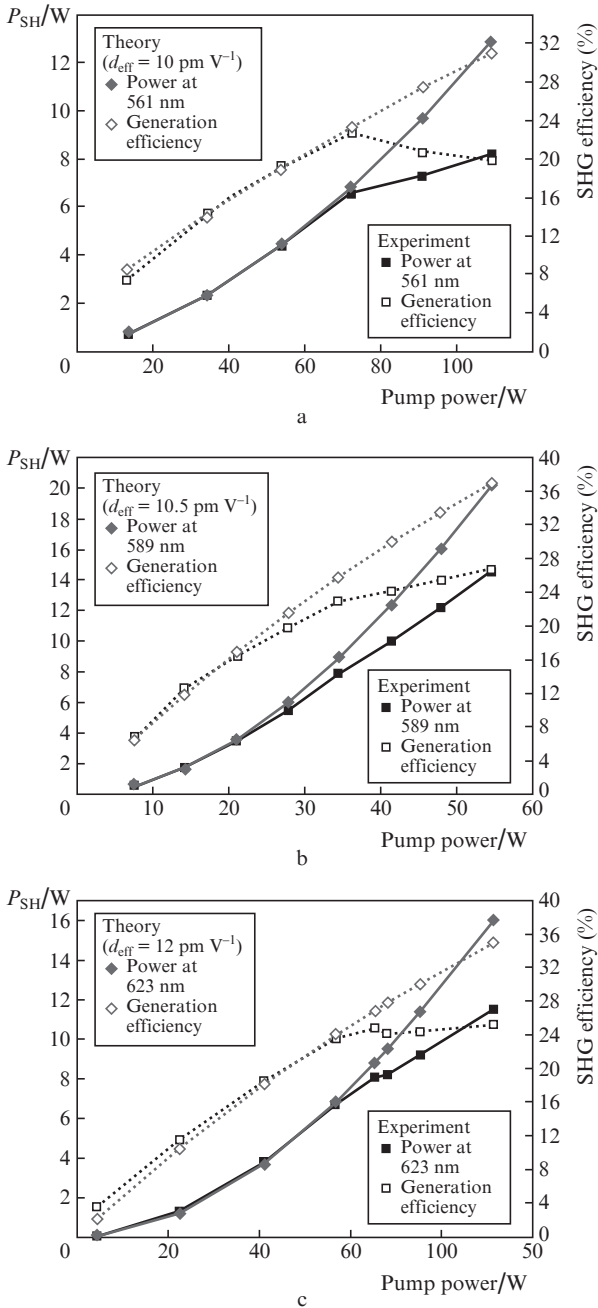 P_SH/W
12
10
8
6
4
2
0
32
28
24
20
16
12
8
4
0
SHG efficiency (%)
Theory
(d_eff = 10 pm V⁻¹)
Power at
561 nm
Generation
efficiency
Experiment
Power at
561 nm
Generation
efficiency
20 40 60 80 100
Pump power/W
a
P_SH/W
20
18
16
14
12
10
8
6
4
2
0
40
36
32
28
24
20
16
12
8
4
0
SHG efficiency (%)
Theory
(d_eff = 10.5 pm V⁻¹)
Power at
589 nm
Generation
efficiency
Experiment
Power at
589 nm
Generation
efficiency
10 20 30 40 50 60
Pump power/W
b
P_SH/W
16
14
12
10
8
6
4
2
0
40
36
32
28
24
20
16
12
8
4
0
SHG efficiency (%)
Theory
(d_eff = 12 pm V⁻¹)
Power at
623 nm
Generation
efficiency
Experiment
Power at
623 nm
Generation
efficiency
20 40 60 100 50
Pump power/W
c